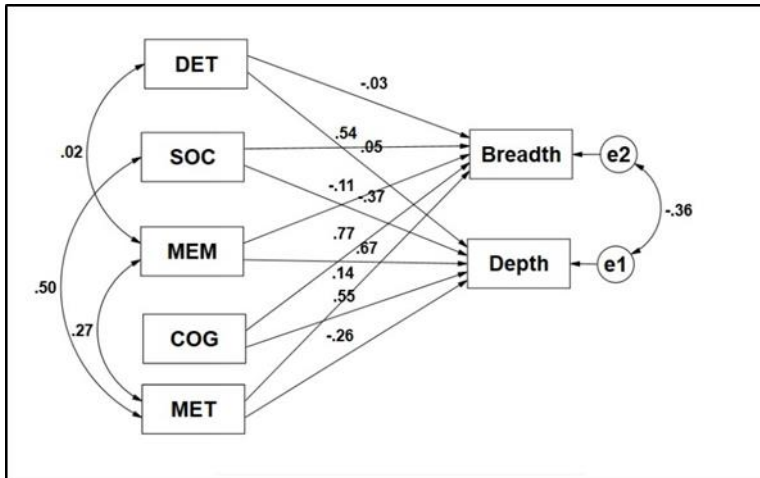 DET
-.03
.54
.05
SOC
Breadth
e2
.02
-.11
-.37
-.36
.77
.67
MEM
Depth
e1
.14
.50
.55
.27
COG
-.26
MET